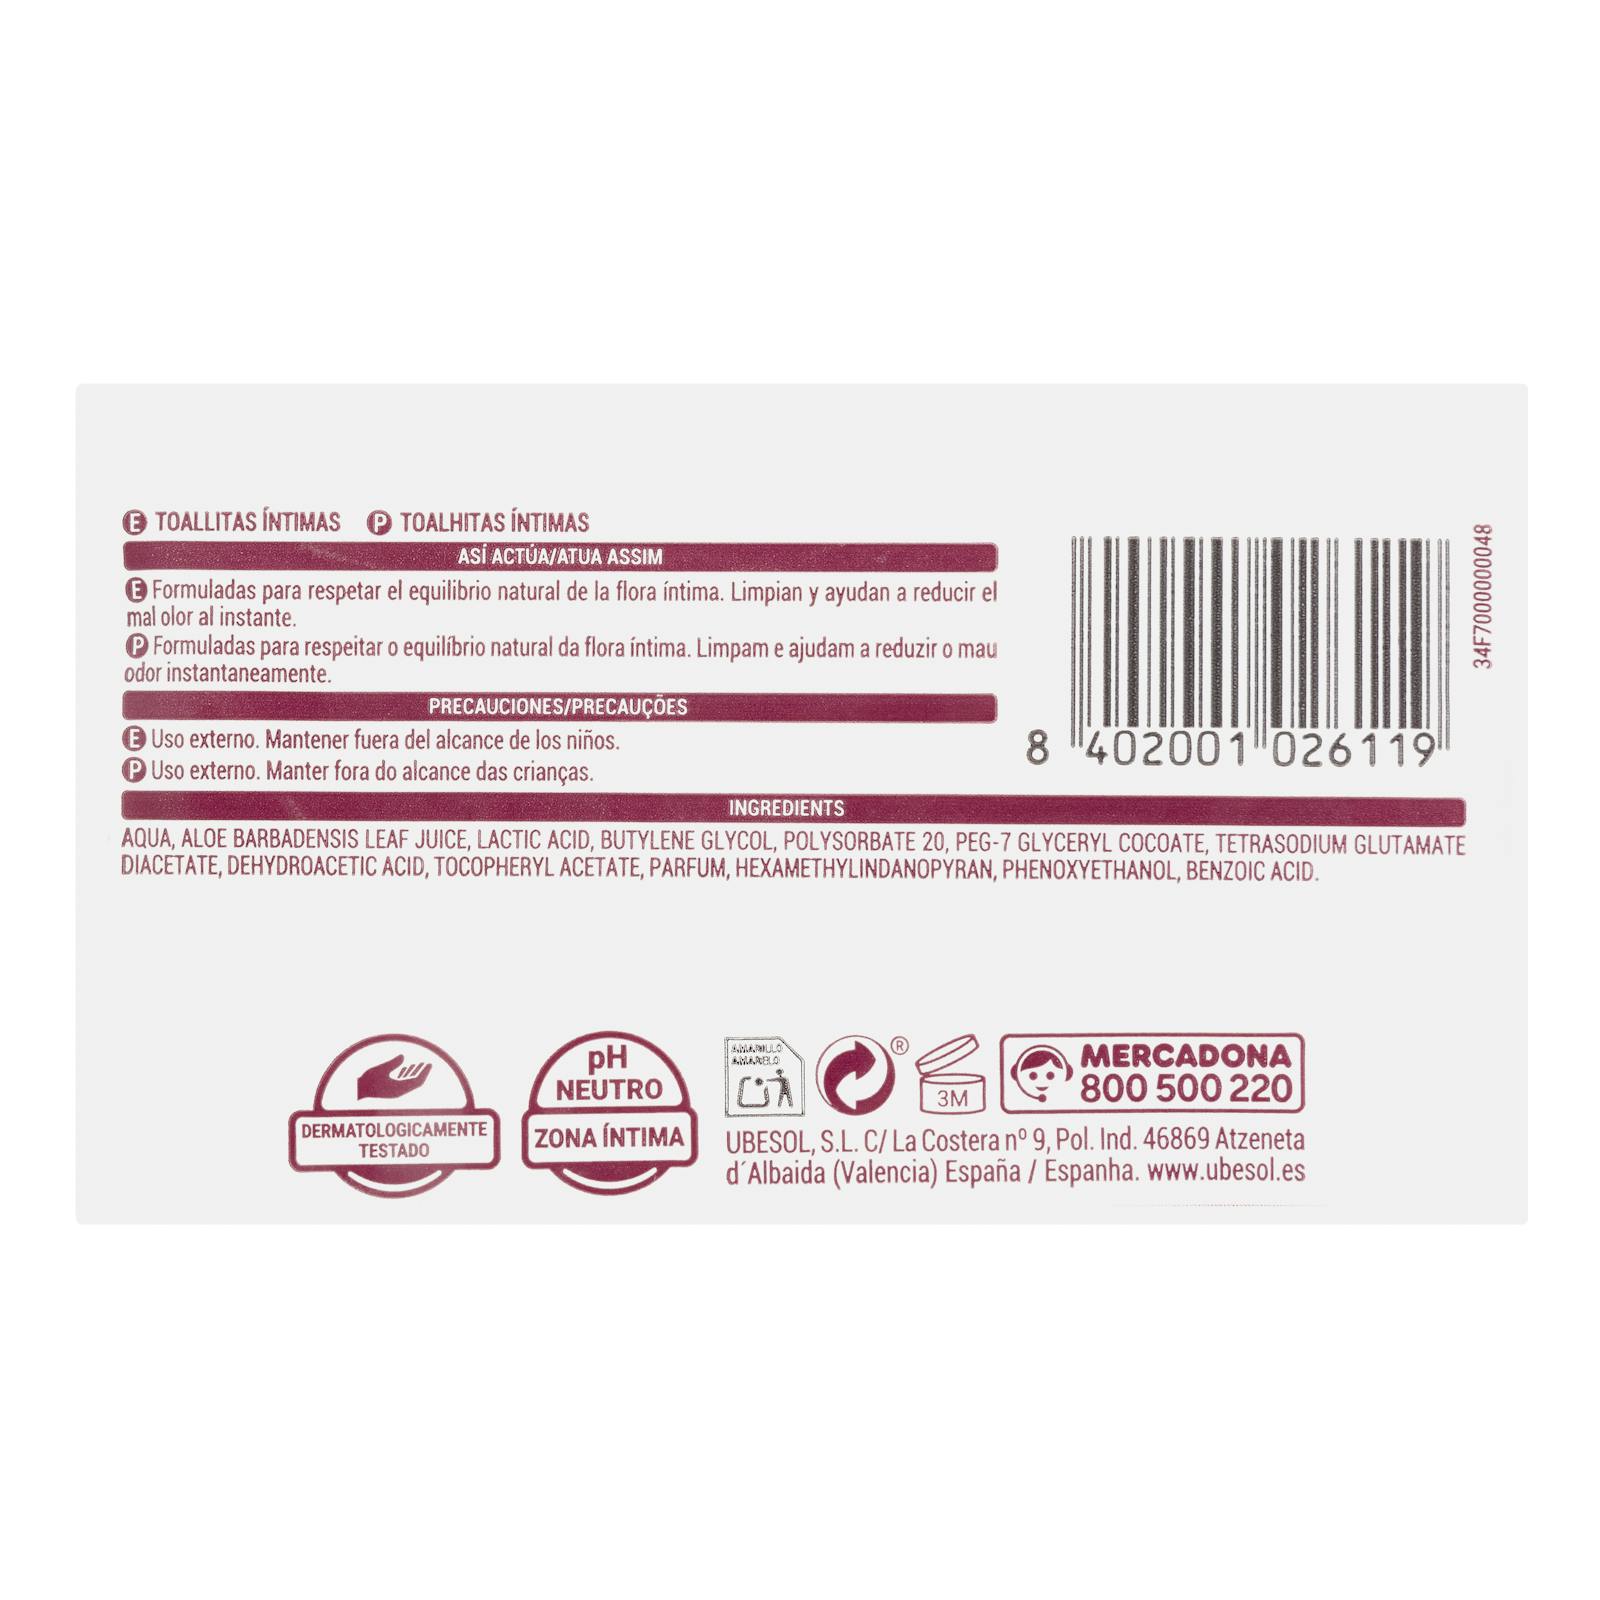 E TOALLITAS ÍNTIMAS P TOALHITAS ÍNTIMAS
ASÍ ACTÚA/ATUA ASSIM
E Formuladas para respetar el equilibrio natural de la flora íntima. Limpian y ayudan a reducir el
mal olor al instante.
P Formuladas para respeitar o equilíbrio natural da flora íntima. Limpam e ajudam a reduzir o mau
odor instantaneamente.
PRECAUCIONES/PRECAUÇÕES
E Uso externo. Mantener fuera del alcance de los niños.
P Uso externo. Manter fora do alcance das crianças.
8 402001 026119
34F7000000048
INGREDIENTS
AQUA, ALOE BARBADENSIS LEAF JUICE, LACTIC ACID, BUTYLENE GLYCOL, POLYSORBATE 20, PEG-7 GLYCERYL COCOATE, TETRASODIUM GLUTAMATE
DIACETATE, DEHYDROACETIC ACID, TOCOPHERYL ACETATE, PARFUM, HEXAMETHYLINDANOPYRAN, PHENOXYETHANOL, BENZOIC ACID.
DERMATOLOGICAMENTE
TESTADO
pH
NEUTRO
ZONA ÍNTIMA
AMARILLO
AMARELO
®
3M
MERCADONA
800 500 220
UBESOL, S.L. C/ La Costera nº 9, Pol. Ind. 46869 Atzeneta
d´Albaida (Valencia) España / Espanha. www.ubesol.es